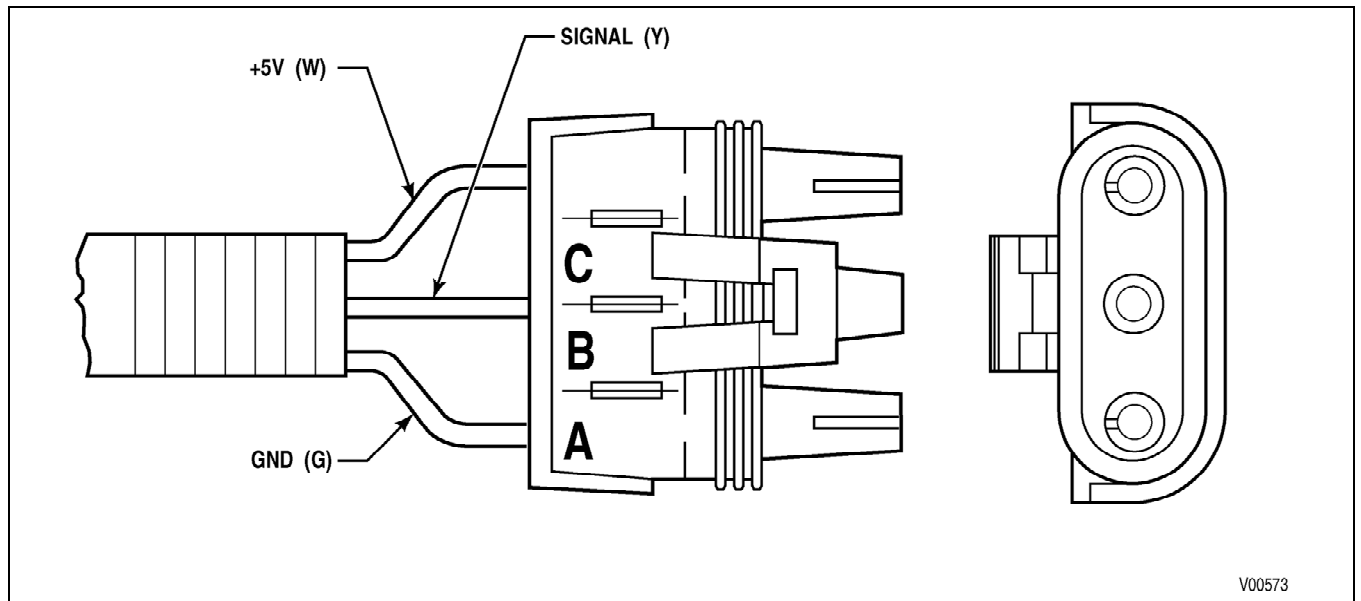 SIGNAL (Y)
+5V (W)
C
B
A
GND (G)
V00573